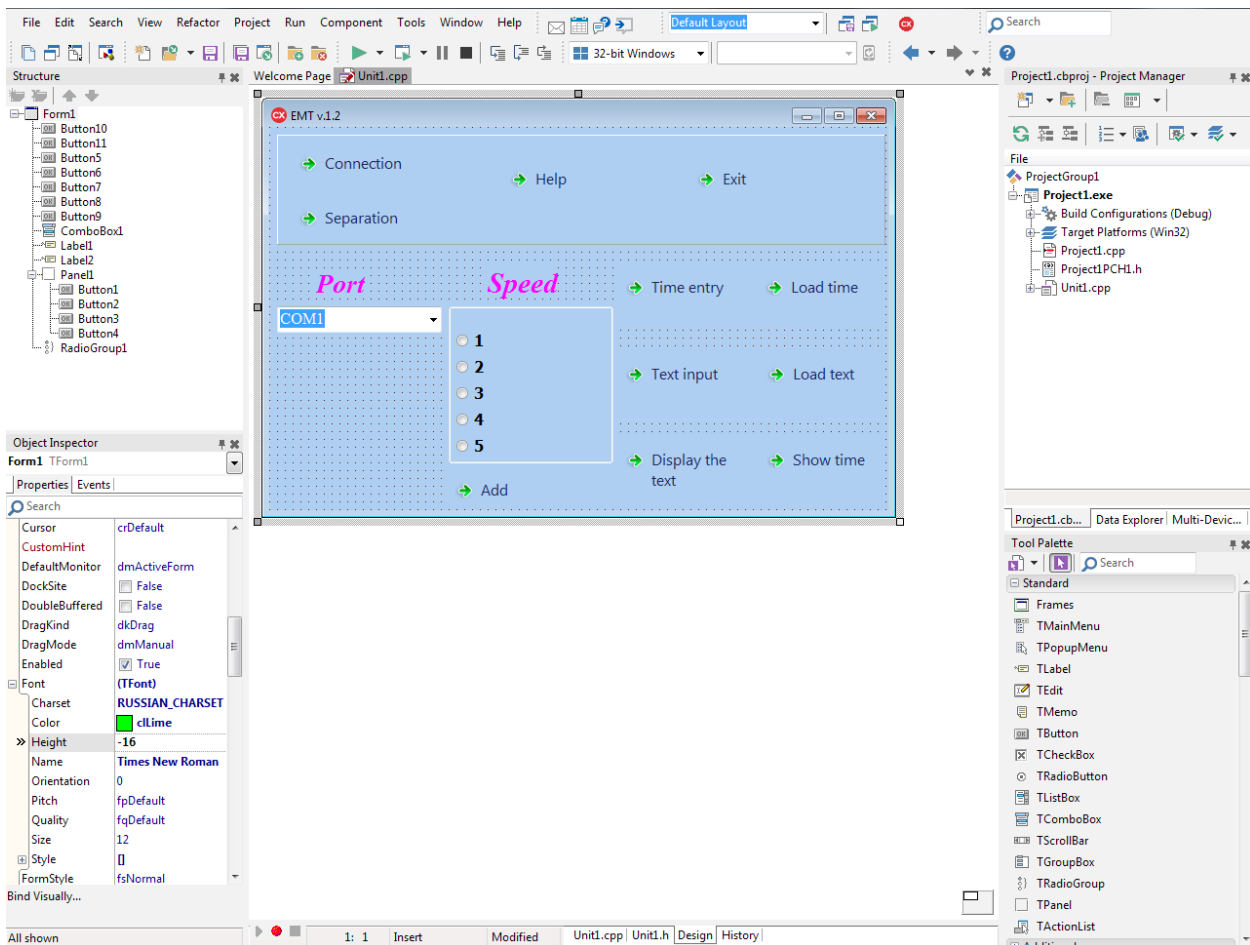 File Edit Search View Refactor Project Run Component Tools Window Help Default Layout Search
32-bit Windows
Structure
Form1
Button10
Button11
Button5
Button6
Button7
Button8
Button9
ComboBox1
Label1
Label2
Panel1
Button1
Button2
Button3
Button4
RadioGroup1
Object Inspector
Form1 TForm1
Properties Events
Search
Cursor crDefault
CustomHint
DefaultMonitor dmActiveForm
DockSite False
DoubleBuffered False
DragKind dkDrag
DragMode dmManual
Enabled True
Font (TFont)
Charset RUSSIAN_CHARSET
Color clLime
Height -16
Name Times New Roman
Orientation 0
Pitch fpDefault
Quality fqDefault
Size 12
Style []
FormStyle fsNormal
Bind Visually...
All shown
Welcome Page Unit1.cpp
CX EMT v.1.2
Connection
Help Exit
Separation
Port Speed
Time entry Load time
COM1
1
2
3
4
5
Text input Load text
Display the text Show time
Add
1: 1 Insert Modified Unit1.cpp Unit1.h Design History
Project1.cbproj - Project Manager
File
ProjectGroup1
Project1.exe
Build Configurations (Debug)
Target Platforms (Win32)
Project1.cpp
Project1PCH1.h
Unit1.cpp
Project1.cb... Data Explorer Multi-Devic...
Tool Palette
Search
Standard
Frames
TMainMenu
TPopupMenu
TLabel
TEdit
TMemo
TButton
TCheckBox
TRadioButton
TListBox
TComboBox
TScrollBar
TGroupBox
TRadioGroup
TPanel
TActionList